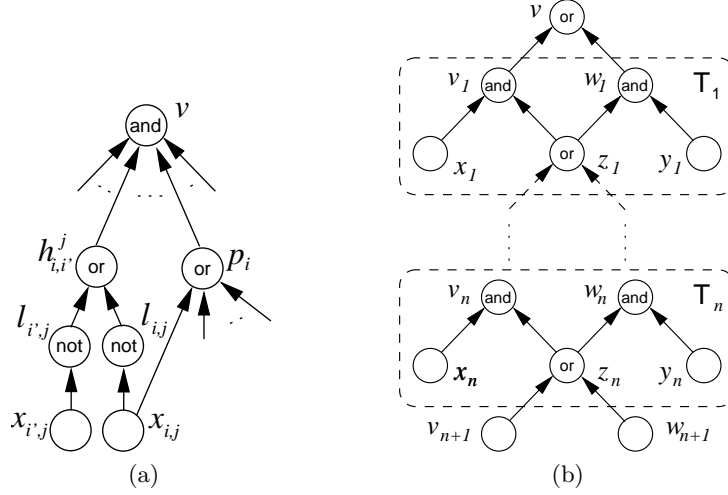 and v
h^j_{i,i'} or or p_i
l_{i',j} not not l_{i,j}
x_{i',j} x_{i,j}
(a)
v or
v_1 and w_1 and T_1
x_1 or z_1 y_1
v_n and w_n and T_n
x_n or z_n y_n
v_{n+1} w_{n+1}
(b)